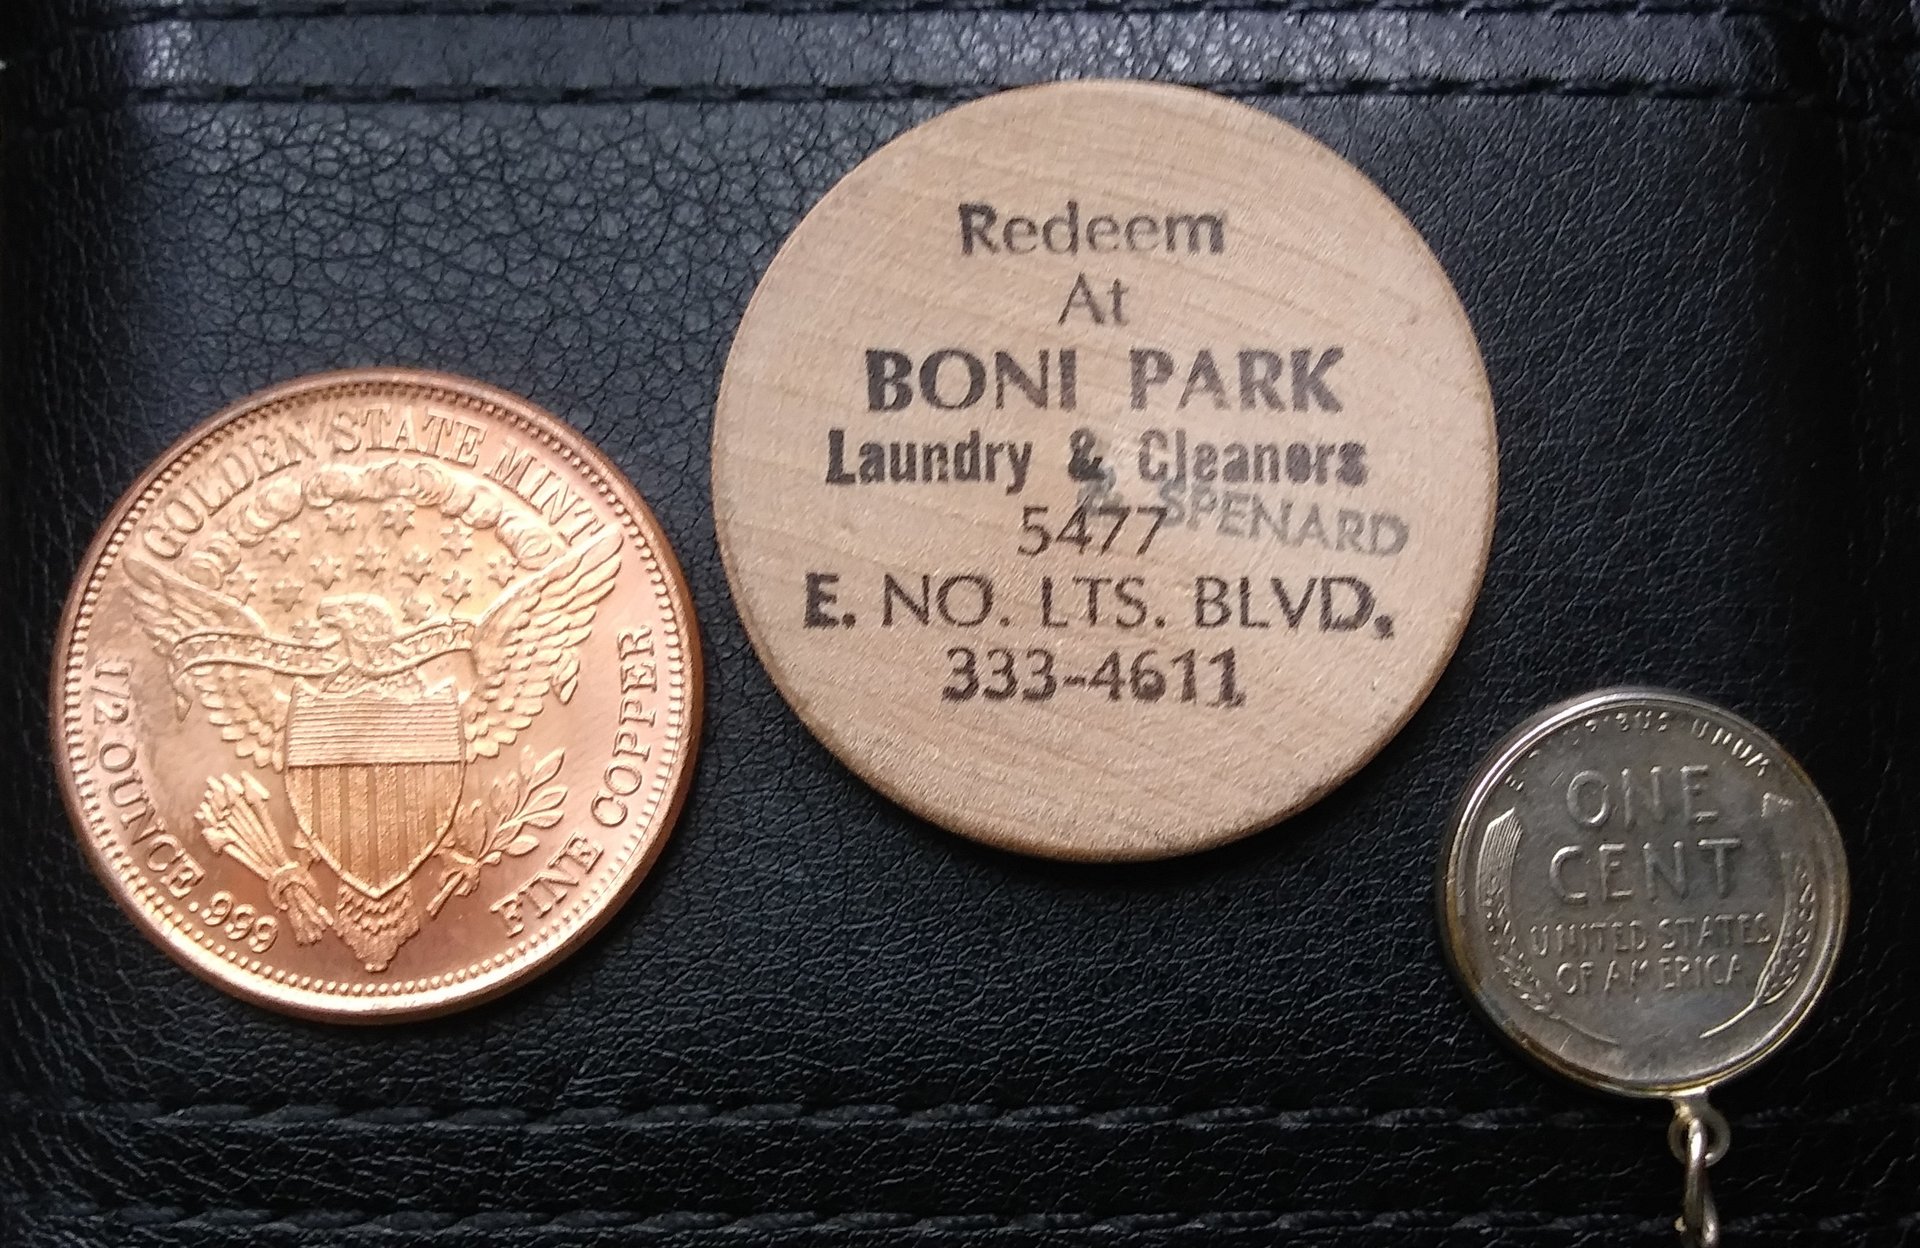 GOLDEN STATE MINT
1/2 OUNCE .999
FINE COPPER
Redeem
At
BONI PARK
Laundry & Cleaners
& SPENARD
5477
E. NO. LTS. BLVD.
333-4611
UNUM
ONE
CENT
UNITED STATES
OF AMERICA